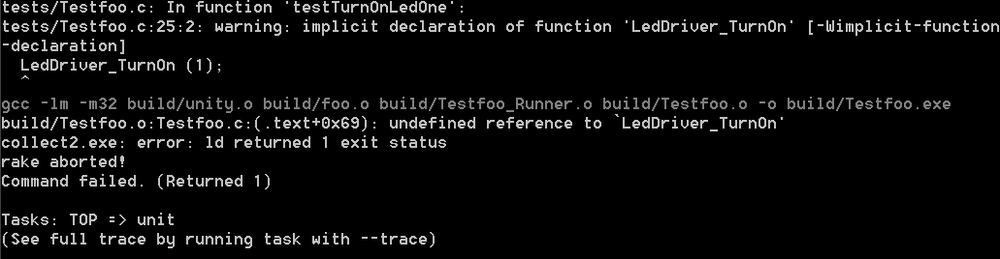 tests/Testfoo.c: In function 'testTurnOnLedOne':
tests/Testfoo.c:25:2: warning: implicit declaration of function 'LedDriver_TurnOn' [-Wimplicit-function
-declaration]
  LedDriver_TurnOn (1);
  ^
gcc -lm -m32 build/unity.o build/foo.o build/Testfoo_Runner.o build/Testfoo.o -o build/Testfoo.exe
build/Testfoo.o:Testfoo.c:(.text+0x69): undefined reference to `LedDriver_TurnOn'
collect2.exe: error: ld returned 1 exit status
rake aborted!
Command failed. (Returned 1)

Tasks: TOP => unit
(See full trace by running task with --trace)